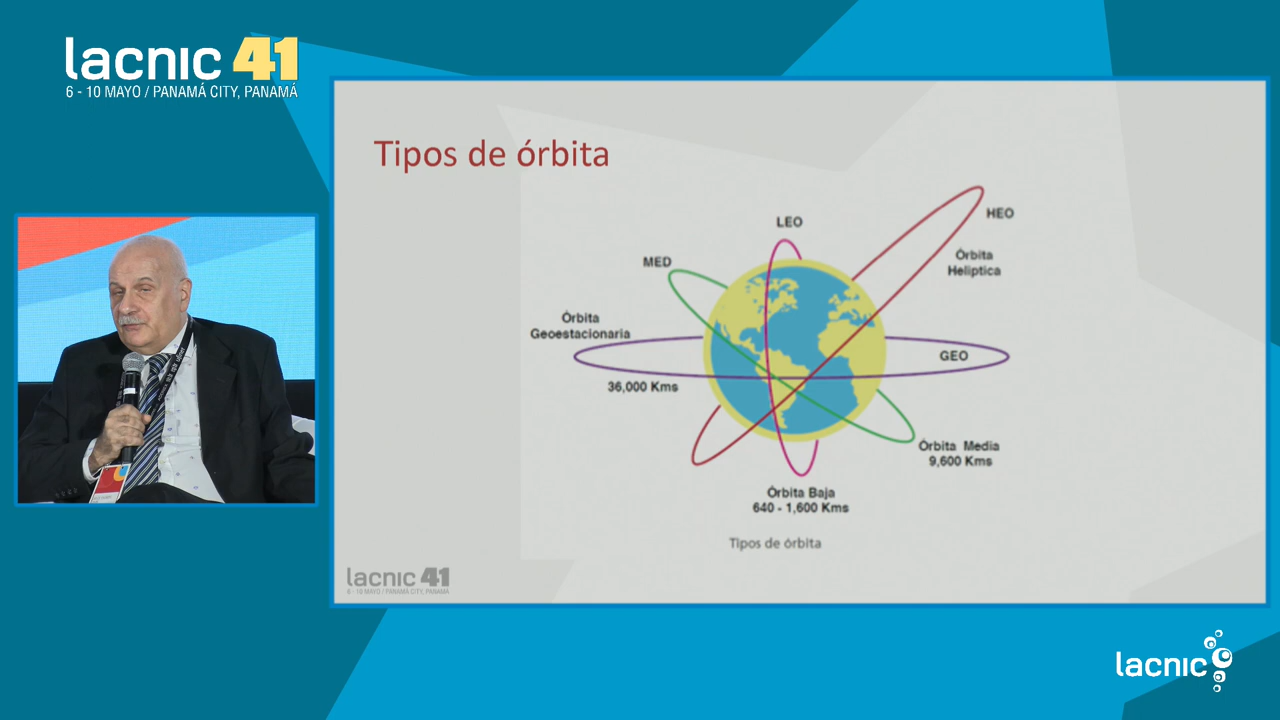 lacnic 41
6 - 10 MAYO / PANAMÁ CITY, PANAMÁ
Tipos de órbita
LEO
HEO
MED
Órbita
Heliptica
Órbita
Geoestacionaria
GEO
36,000 Kms
Órbita Media
9,600 Kms
Órbita Baja
640 - 1,600 Kms
Tipos de órbita
lacnic 41
6 - 10 MAYO / PANAMÁ CITY, PANAMÁ
lacnic